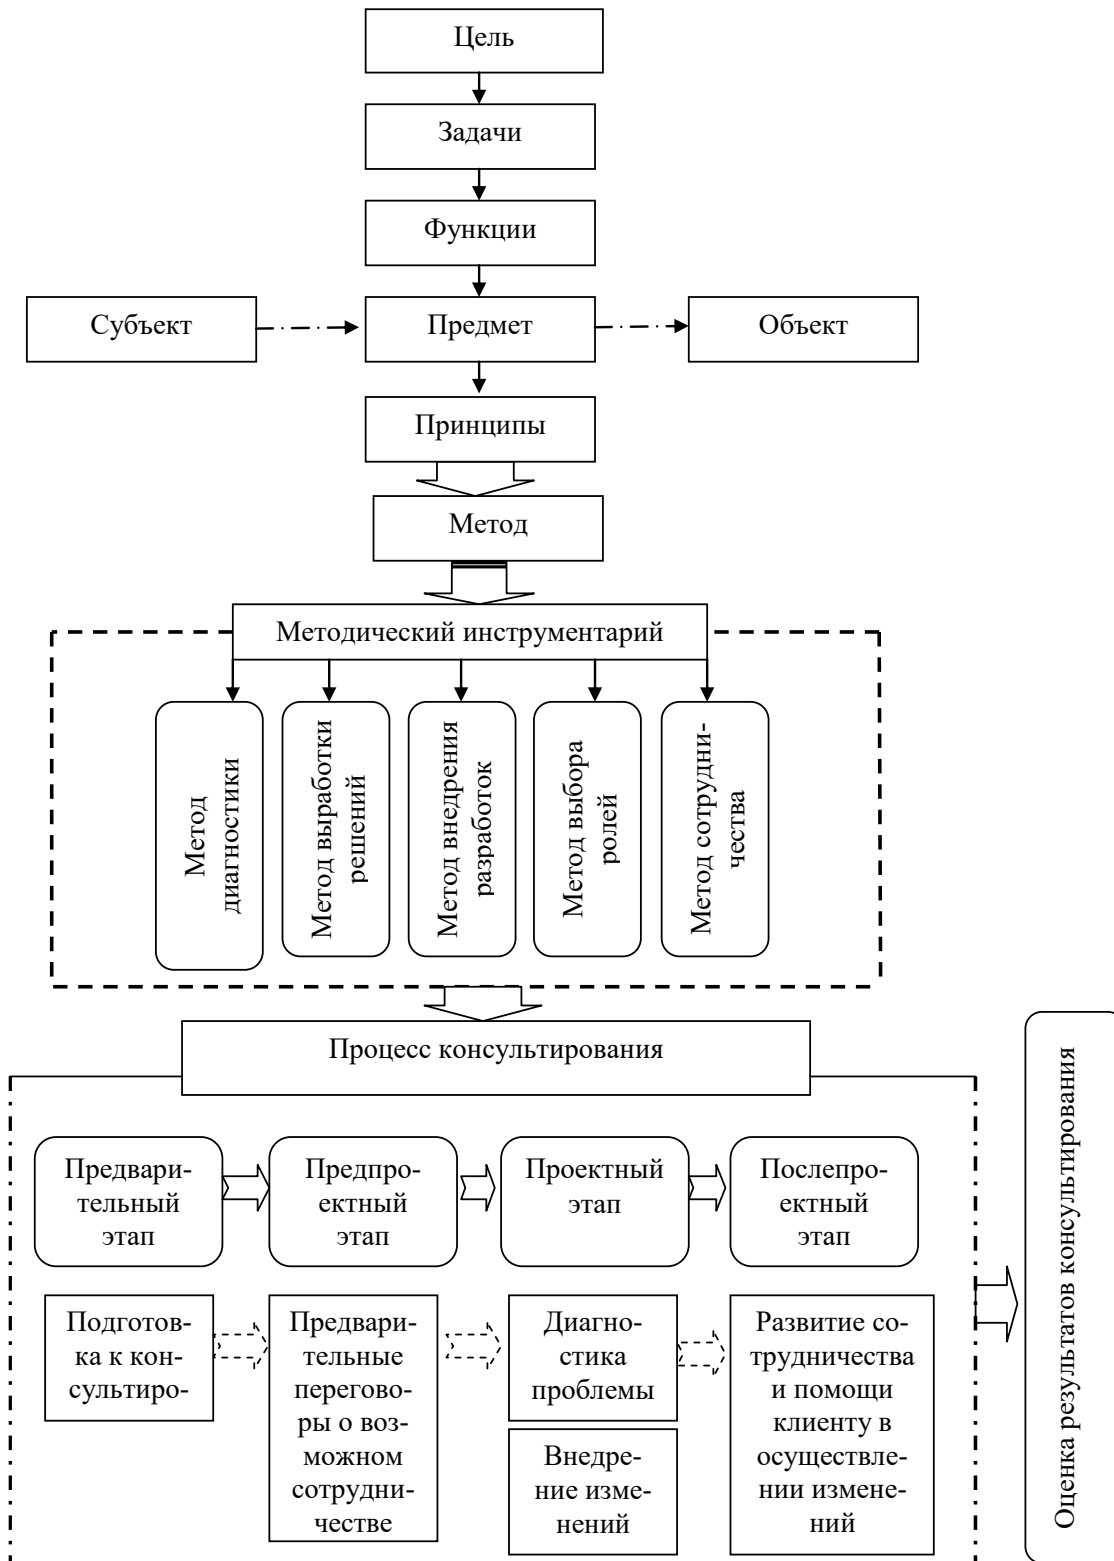 Цель
Задачи
Функции
Субъект
Предмет
Объект
Принципы
Метод
Методический инструментарий
Метод
диагностики
Метод выработки
решений
Метод внедрения
разработок
Метод выбора
ролей
Метод сотрудни-
чества
Процесс консультирования
Предвари-
тельный
этап
Предпро-
ектный
этап
Проектный
этап
Послепро-
ектный
этап
Подготов-
ка к кон-
сультиро-
Предвари-
тельные
перегово-
ры о воз-
можном
сотрудни-
честве
Диагно-
стика
проблемы
Внедре-
ние изме-
нений
Развитие со-
трудничества
и помощи
клиенту в
осуществле-
нии измене-
ний
Оценка результатов консультирования